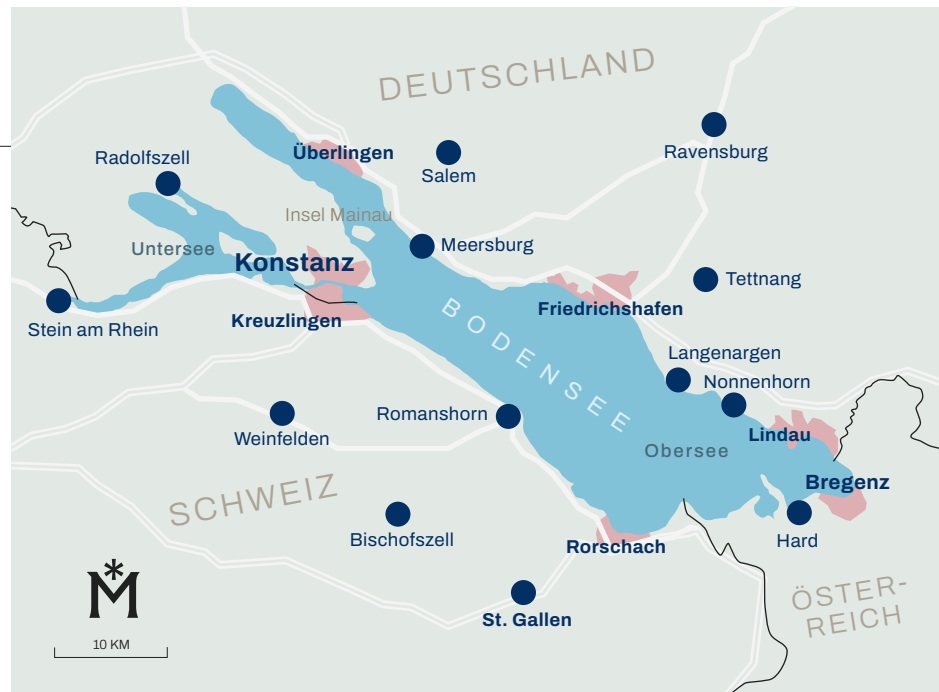 DEUTSCHLAND
Überlingen
Radolfszell
Salem
Ravensburg
Insel Mainau
Untersee
Meersburg
Konstanz
Tettnang
Stein am Rhein
Kreuzlingen
BODENSEE
Friedrichshafen
Langenargen
Nonnenhorn
Romanshorn
Weinfelden
Lindau
Obersee
SCHWEIZ
Bregenz
Bischofszell
Rorschach
Hard
ÖSTER-
REICH
St. Gallen
M
10 KM